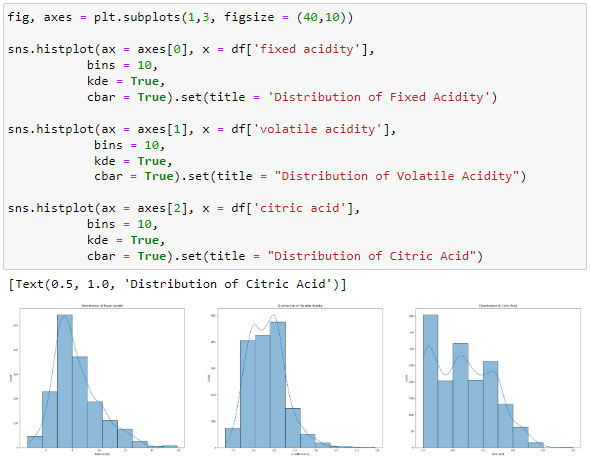 fig, axes = plt.subplots(1,3, figsize = (40,10))
sns.histplot(ax = axes[0], x = df['fixed acidity'],
bins = 10,
kde = True,
cbar = True).set(title = 'Distribution of Fixed Acidity')
sns.histplot(ax = axes[1], x = df['volatile acidity'],
bins = 10,
kde = True,
cbar = True).set(title = "Distribution of Volatile Acidity")
sns.histplot(ax = axes[2], x = df['citric acid'],
bins = 10,
kde = True,
cbar = True).set(title = "Distribution of Citric Acid")
[Text(0.5, 1.0, 'Distribution of Citric Acid')]
Distribution of Fixed Acidity
Distribution of Volatile Acidity
Distribution of Citric Acid